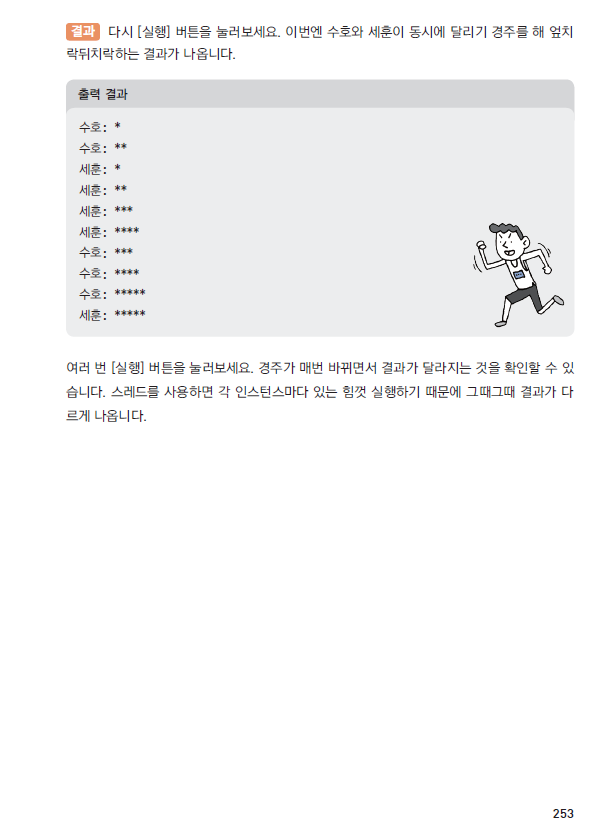 결과 다시 [실행] 버튼을 눌러보세요. 이번엔 수호와 세훈이 동시에 달리기 경주를 해 엎치
락뒤치락하는 결과가 나옵니다.
출력 결과
수호: *
수호: **
세훈: *
세훈: **
세훈: ***
세훈: ****
수호: ***
수호: ****
수호: *****
세훈: *****
여러 번 [실행] 버튼을 눌러보세요. 경주가 매번 바뀌면서 결과가 달라지는 것을 확인할 수 있
습니다. 스레드를 사용하면 각 인스턴스마다 있는 힘껏 실행하기 때문에 그때그때 결과가 다
르게 나옵니다.
253